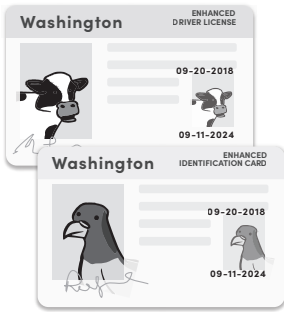 Washington
ENHANCED
DRIVER LICENSE
09-20-2018
09-11-2024
Washington
ENHANCED
IDENTIFICATION CARD
09-20-2018
09-11-2024